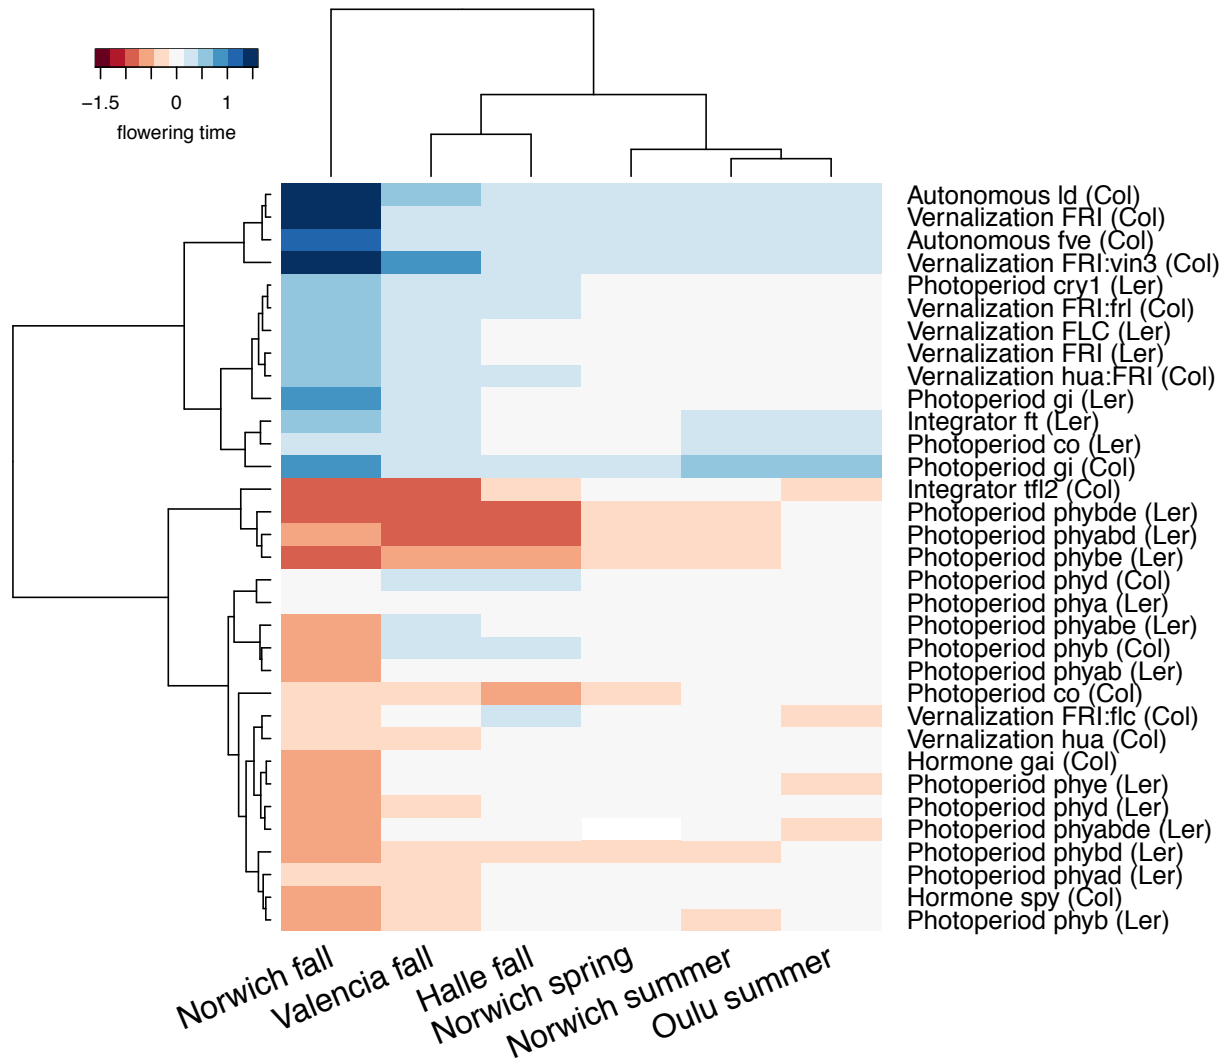 −1.5 0 1
flowering time
Autonomous ld (Col)
Vernalization FRI (Col)
Autonomous fve (Col)
Vernalization FRI:vin3 (Col)
Photoperiod cry1 (Ler)
Vernalization FRI:frl (Col)
Vernalization FLC (Ler)
Vernalization FRI (Ler)
Vernalization hua:FRI (Col)
Photoperiod gi (Ler)
Integrator ft (Ler)
Photoperiod co (Ler)
Photoperiod gi (Col)
Integrator tfl2 (Col)
Photoperiod phybde (Ler)
Photoperiod phyabd (Ler)
Photoperiod phybe (Ler)
Photoperiod phyd (Col)
Photoperiod phya (Ler)
Photoperiod phyabe (Ler)
Photoperiod phyb (Col)
Photoperiod phyab (Ler)
Photoperiod co (Col)
Vernalization FRI:flc (Col)
Vernalization hua (Col)
Hormone gai (Col)
Photoperiod phye (Ler)
Photoperiod phyd (Ler)
Photoperiod phyabde (Ler)
Photoperiod phybd (Ler)
Photoperiod phyad (Ler)
Hormone spy (Col)
Photoperiod phyb (Ler)
Norwich fall
Valencia fall
Halle fall
Norwich spring
Norwich summer
Oulu summer